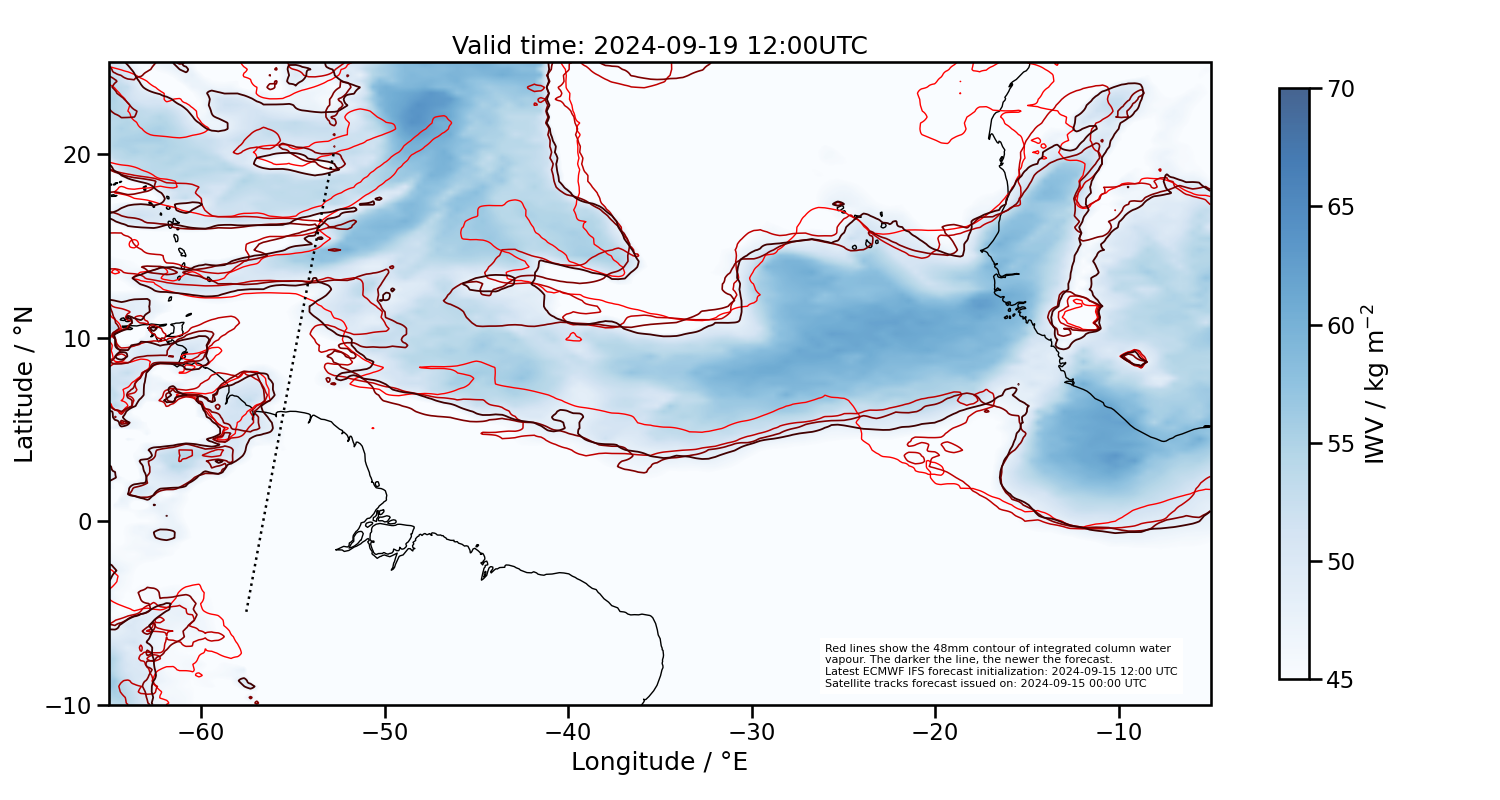 Valid time: 2024-09-19 12:00UTC
Latitude / °N
20
10
0
−10
−60
−50
−40
−30
−20
−10
Longitude / °E
Red lines show the 48mm contour of integrated column water
vapour. The darker the line, the newer the forecast.
Latest ECMWF IFS forecast initialization: 2024-09-15 12:00 UTC
Satellite tracks forecast issued on: 2024-09-15 00:00 UTC
70
65
60
55
50
45
IWV / kg m⁻²